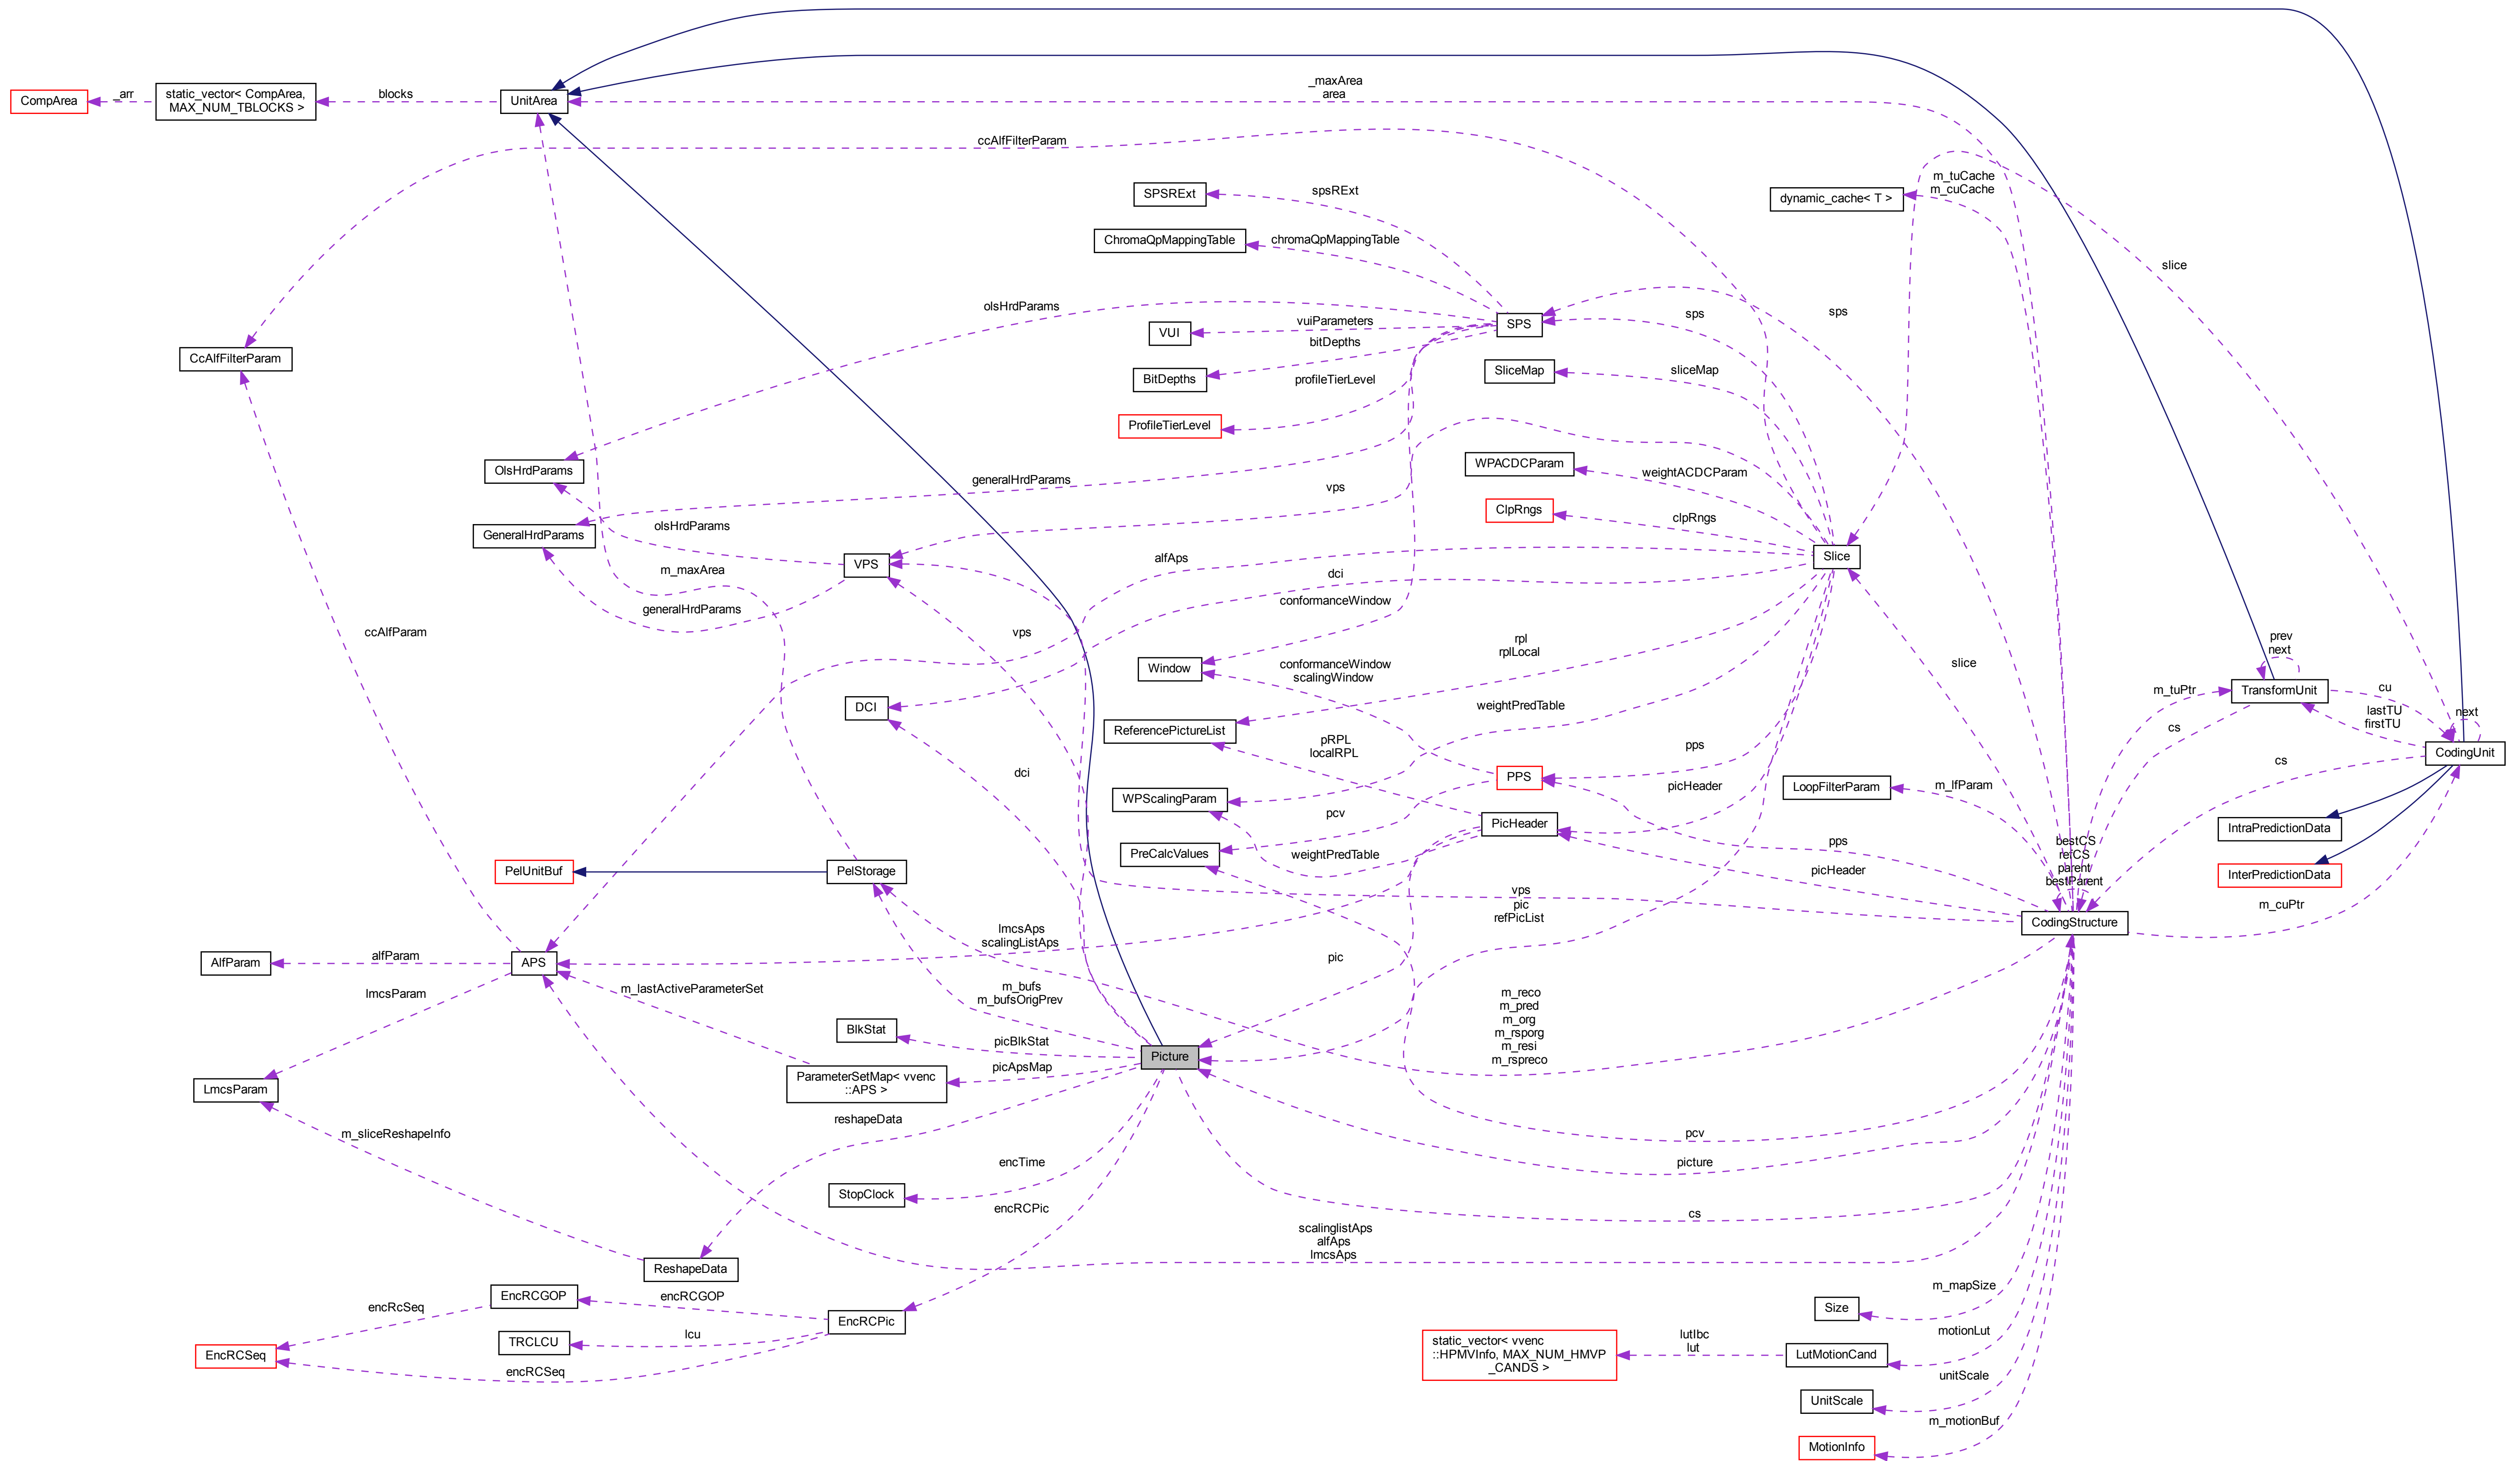 _maxArea
area
CompArea
_arr
static_vector< CompArea,
MAX_NUM_TBLOCKS >
blocks
UnitArea
ccAlfFilterParam
m_tuCache
m_cuCache
dynamic_cache< T >
SPSRExt
spsRExt
ChromaQpMappingTable
chromaQpMappingTable
slice
olsHrdParams
VUI
vuiParameters
SPS
sps
sps
bitDepths
CcAlfFilterParam
BitDepths
profileTierLevel
SliceMap
sliceMap
ProfileTierLevel
OlsHrdParams
generalHrdParams
vps
WPACDCParam
weightACDCParam
ClpRngs
clpRngs
GeneralHrdParams
olsHrdParams
VPS
m_maxArea
alfAps
Slice
dci
generalHrdParams
conformanceWindow
ccAlfParam
vps
rpl
rplLocal
Window
conformanceWindow
scalingWindow
slice
prev
next
TransformUnit
cu
m_tuPtr
DCI
weightPredTable
ReferencePictureList
pRPL
localRPL
pps
cs
lastTU
firstTU
next
CodingUnit
dci
PPS
cs
WPScalingParam
pcv
picHeader
LoopFilterParam
m_lfParam
PicHeader
PreCalcValues
weightPredTable
pps
IntraPredictionData
bestCS
refCS
parent
bestParent
PelUnitBuf
PelStorage
picHeader
InterPredictionData
vps
pic
refPicList
m_cuPtr
CodingStructure
lmcsAps
scalingListAps
AlfParam
alfParam
APS
pic
lmcsParam
m_lastActiveParameterSet
m_bufs
m_bufsOrigPrev
m_reco
m_pred
m_org
m_rsporg
m_resi
m_rspreco
BlkStat
picBlkStat
Picture
ParameterSetMap< vvenc
::APS >
picApsMap
LmcsParam
reshapeData
m_sliceReshapeInfo
pcv
encTime
picture
StopClock
encRCPic
cs
scalinglistAps
alfAps
lmcsAps
ReshapeData
m_mapSize
EncRCGOP
encRCGOP
encRcSeq
Size
EncRCPic
TRCLCU
lcu
EncRCSeq
encRCSeq
static_vector< vvenc
::HPMVInfo, MAX_NUM_HMVP
_CANDS >
lutIbc
lut
LutMotionCand
motionLut
unitScale
UnitScale
m_motionBuf
MotionInfo